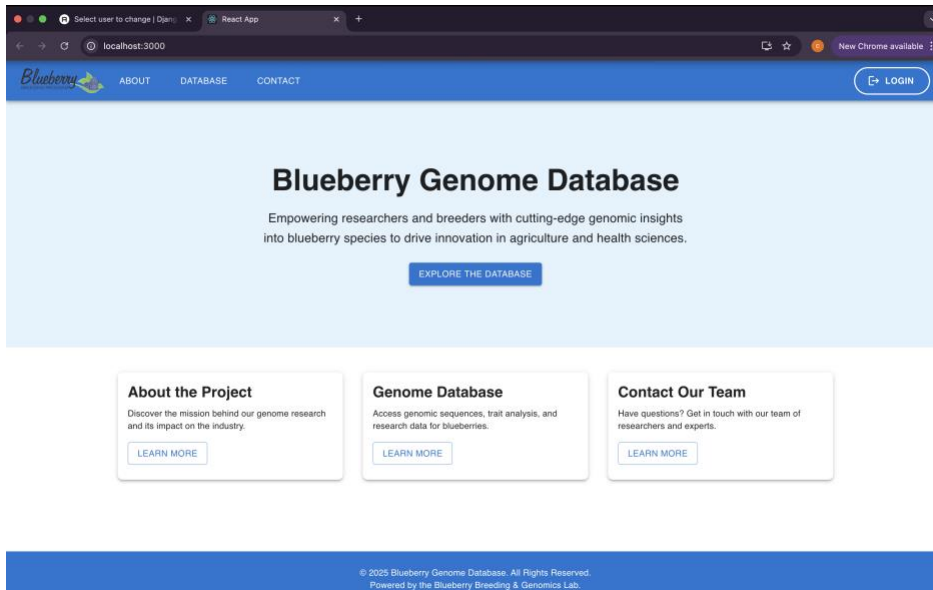 Select user to change | Djang
React App
localhost:3000
New Chrome available
Blueberry
ABOUT
DATABASE
CONTACT
LOGIN
Blueberry Genome Database
Empowering researchers and breeders with cutting-edge genomic insights
into blueberry species to drive innovation in agriculture and health sciences.
EXPLORE THE DATABASE
About the Project
Discover the mission behind our genome research
and its impact on the industry.
LEARN MORE
Genome Database
Access genomic sequences, trait analysis, and
research data for blueberries.
LEARN MORE
Contact Our Team
Have questions? Get in touch with our team of
researchers and experts.
LEARN MORE
© 2025 Blueberry Genome Database. All Rights Reserved.
Powered by the Blueberry Breeding & Genomics Lab.